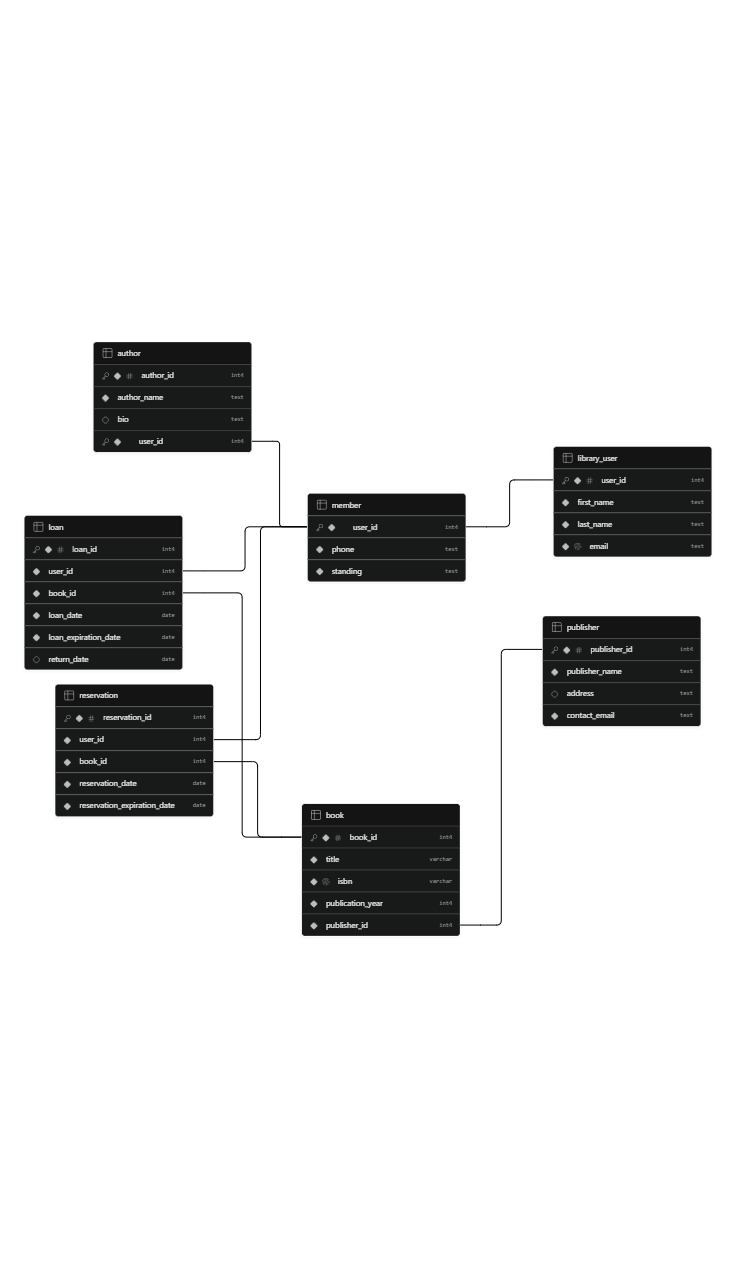 author
author_id int4
author_name text
bio text
user_id int4
library_user
user_id int4
first_name text
last_name text
email text
member
user_id int4
phone text
standing text
loan
loan_id int4
user_id int4
book_id int4
loan_date date
loan_expiration_date date
return_date date
publisher
publisher_id int4
publisher_name text
address text
contact_email text
reservation
reservation_id int4
user_id int4
book_id int4
reservation_date date
reservation_expiration_date date
book
book_id int4
title varchar
isbn varchar
publication_year int4
publisher_id int4